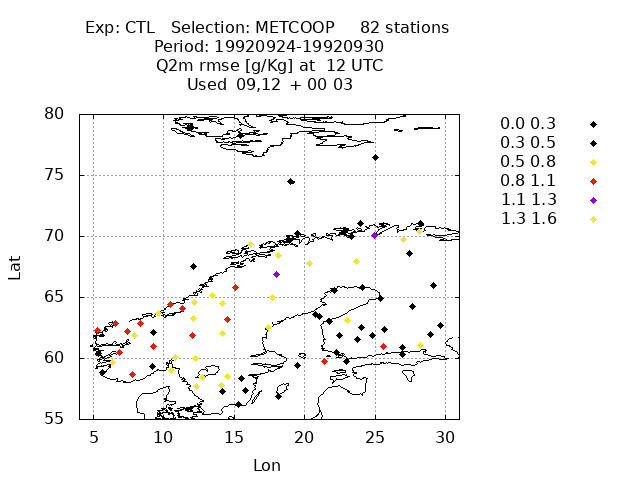 Exp: CTL Selection: METCOOP 82 stations
Period: 19920924-19920930
Q2m rmse [g/Kg] at 12 UTC
Used 09,12 + 00 03
80
75
70
65
60
55
5 10 15 20 25 30
Lat
Lon
0.0 0.3
0.3 0.5
0.5 0.8
0.8 1.1
1.1 1.3
1.3 1.6